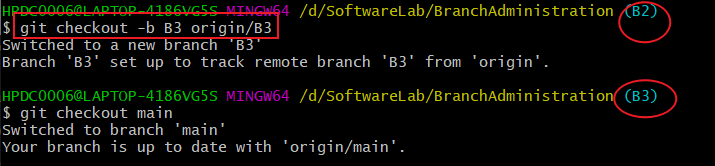 HPDC0006@LAPTOP-4186VG5S MINGW64 /d/SoftwareLab/BranchAdministration (B2)
$ git checkout -b B3 origin/B3
Switched to a new branch 'B3'
Branch 'B3' set up to track remote branch 'B3' from 'origin'.
HPDC0006@LAPTOP-4186VG5S MINGW64 /d/SoftwareLab/BranchAdministration (B3)
$ git checkout main
Switched to branch 'main'
Your branch is up to date with 'origin/main'.